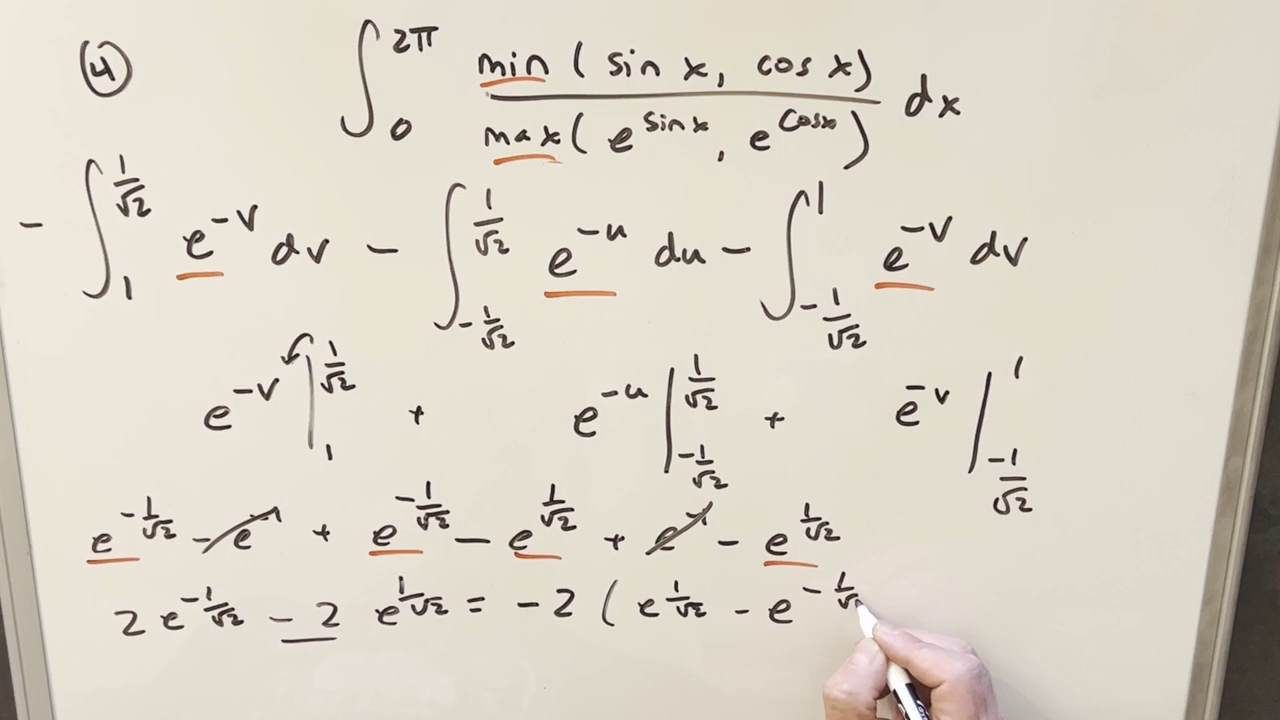 ④ ∫₀^{2π} min(sin x, cos x) / max(e^{sin x}, e^{cos x}) dx
- ∫₁^{1/√2} e^{-v} dv - ∫_{-1/√2}^{1/√2} e^{-u} du - ∫_{-1/√2}^{1} e^{-v} dv
e^{-v} |₁^{1/√2} + e^{-u} |_{-1/√2}^{1/√2} + e^{-v} |_{-1/√2}^{1}
e^{-1/√2} - e^{-1} + e^{-1/√2} - e^{1/√2} + e^{-1} - e^{1/√2}
2 e^{-1/√2} - 2 e^{1/√2} = -2 ( e^{1/√2} - e^{-1/√2}